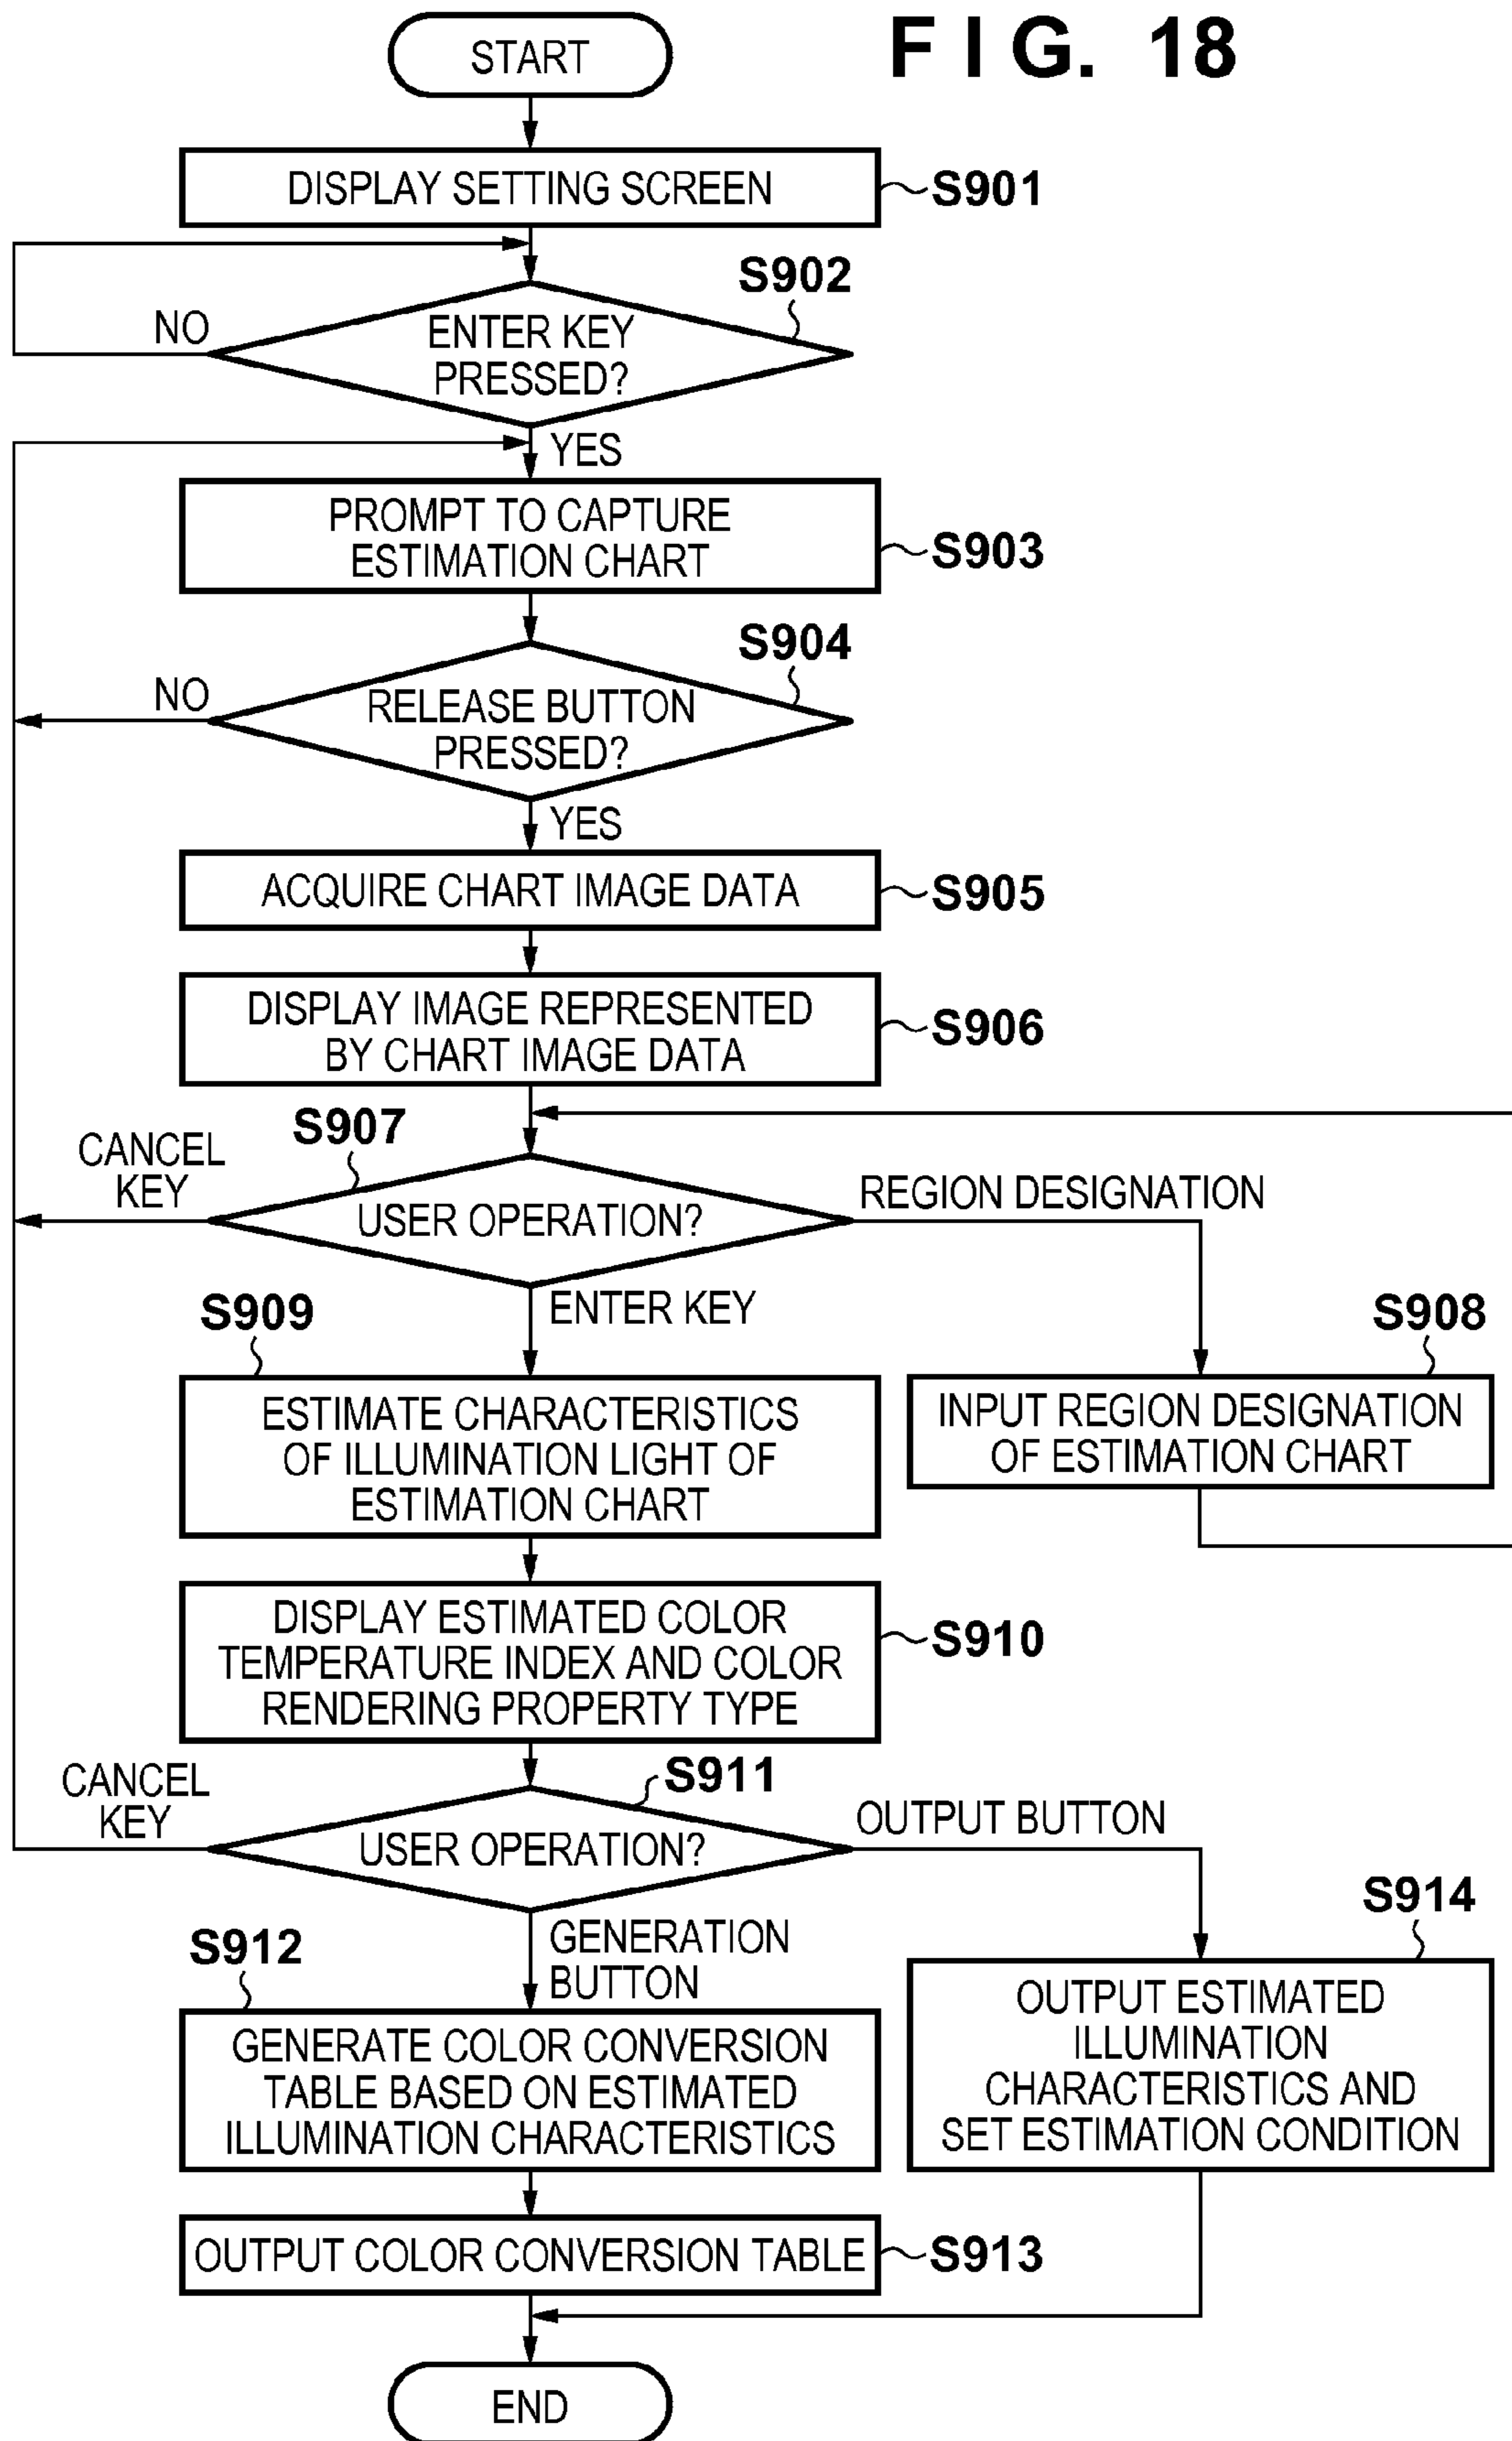 START
F I G. 18
DISPLAY SETTING SCREEN
S901
S902
NO
ENTER KEY
PRESSED?
YES
PROMPT TO CAPTURE
ESTIMATION CHART
S903
S904
NO
RELEASE BUTTON
PRESSED?
YES
ACQUIRE CHART IMAGE DATA
S905
DISPLAY IMAGE REPRESENTED
BY CHART IMAGE DATA
S906
S907
CANCEL
KEY
USER OPERATION?
REGION DESIGNATION
ENTER KEY
S909
S908
ESTIMATE CHARACTERISTICS
OF ILLUMINATION LIGHT OF
ESTIMATION CHART
INPUT REGION DESIGNATION
OF ESTIMATION CHART
DISPLAY ESTIMATED COLOR
TEMPERATURE INDEX AND COLOR
RENDERING PROPERTY TYPE
S910
S911
CANCEL
KEY
USER OPERATION?
OUTPUT BUTTON
GENERATION
BUTTON
S912
S914
GENERATE COLOR CONVERSION
TABLE BASED ON ESTIMATED
ILLUMINATION CHARACTERISTICS
OUTPUT ESTIMATED
ILLUMINATION
CHARACTERISTICS AND
SET ESTIMATION CONDITION
OUTPUT COLOR CONVERSION TABLE
S913
END